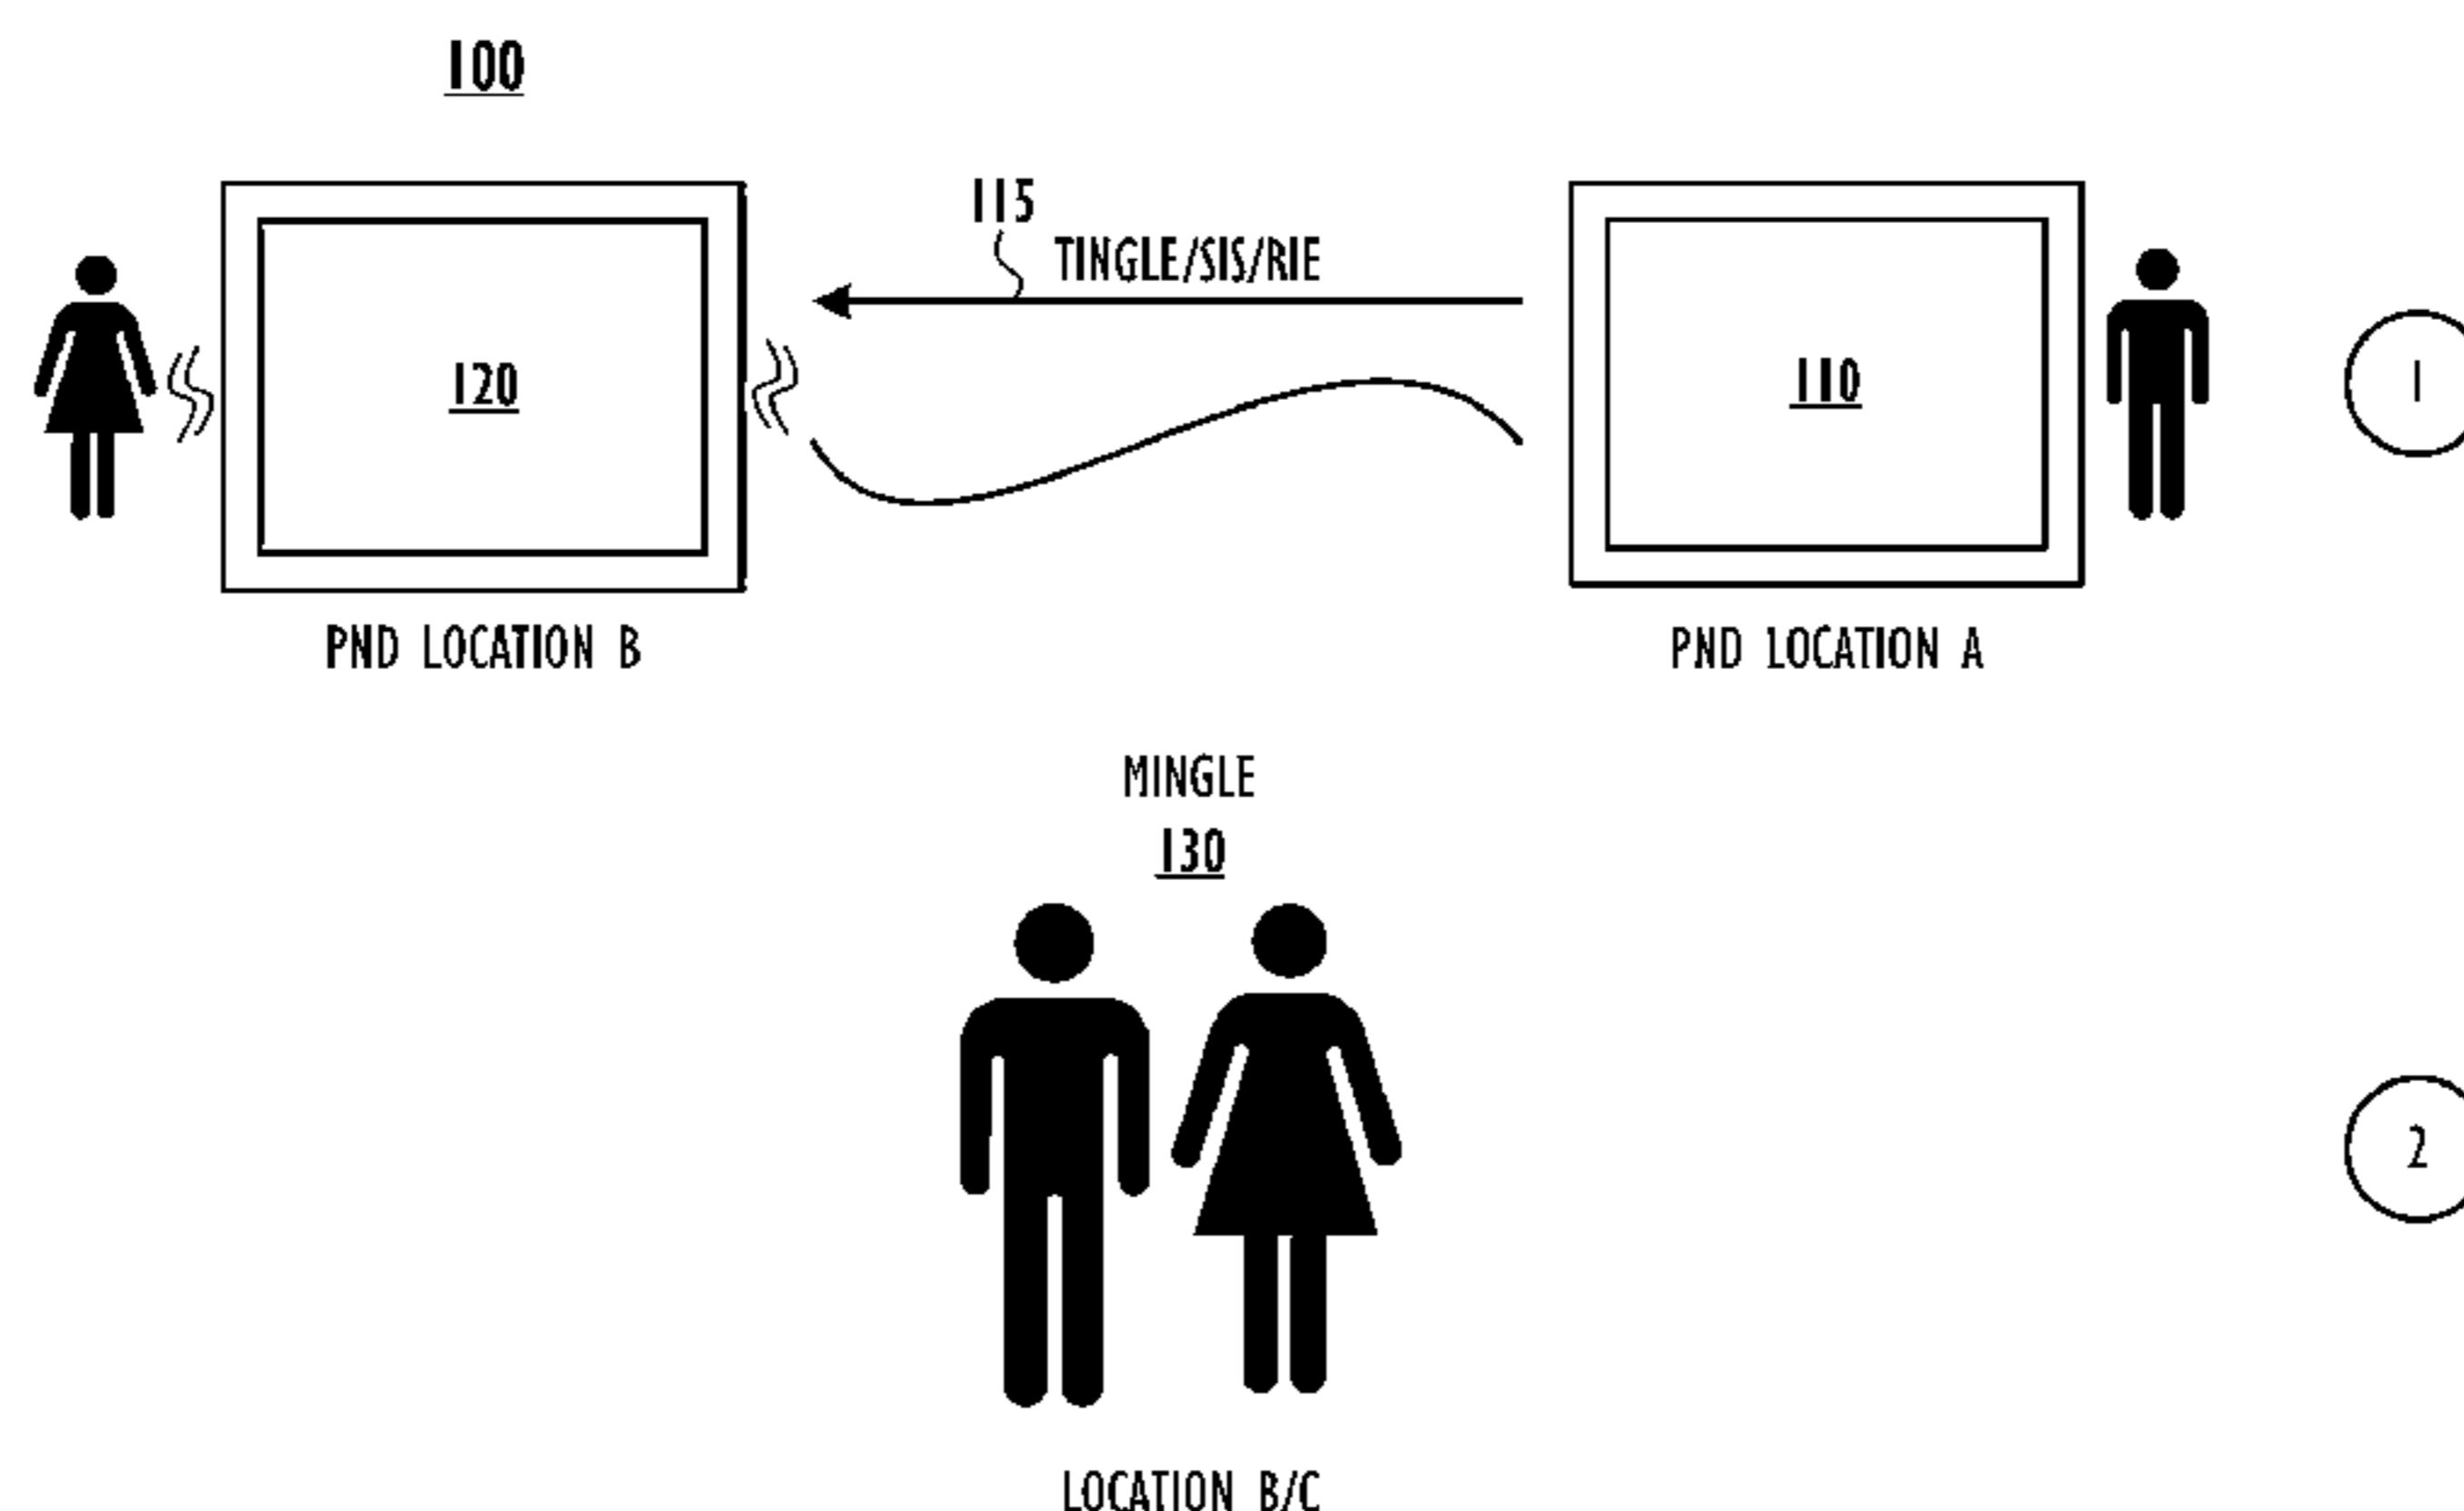 100
115
TINGLE/SIS/RIE
120
110
1
PND LOCATION B
PND LOCATION A
MINGLE
130
2
LOCATION B/C